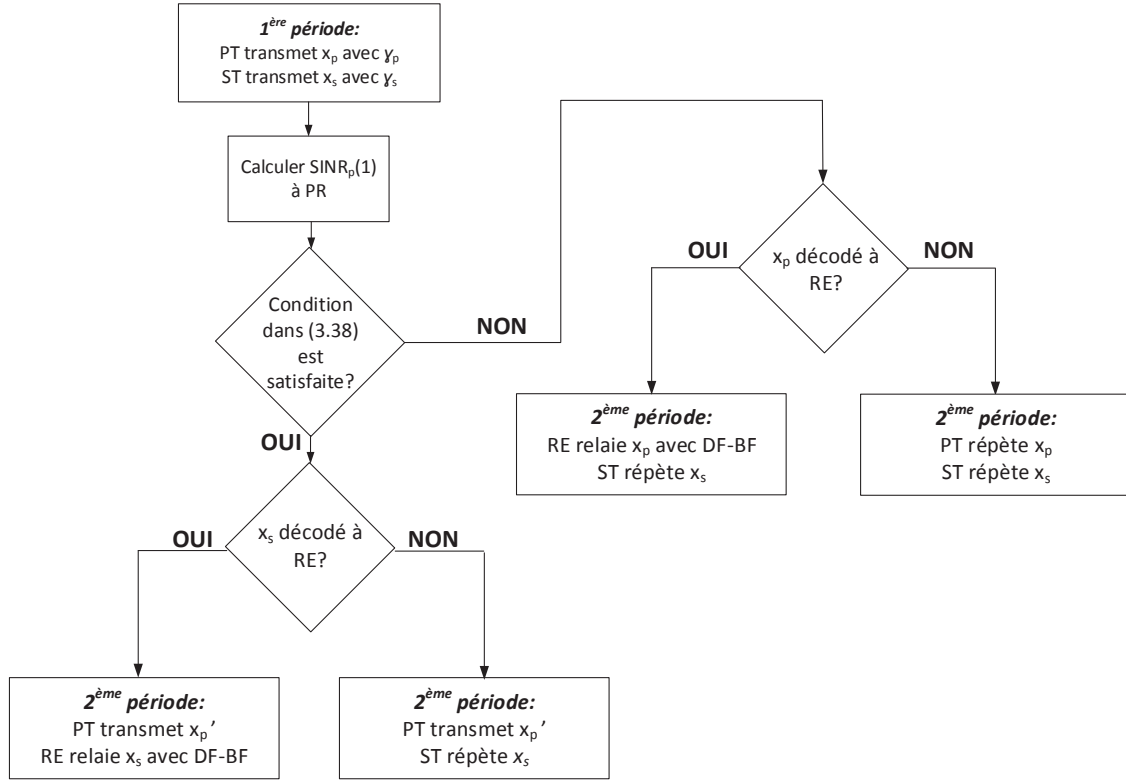 1ère période:
PT transmet xp avec γp
ST transmet xs avec γs
Calculer SINRp(1)
à PR
Condition
dans (3.38)
est
satisfaite?
NON
OUI
xp décodé à
RE?
OUI
NON
2ème période:
RE relaie xp avec DF-BF
ST répète xs
2ème période:
PT répète xp
ST répète xs
xs décodé à
RE?
OUI
NON
2ème période:
PT transmet xp’
RE relaie xs avec DF-BF
2ème période:
PT transmet xp’
ST répète xs